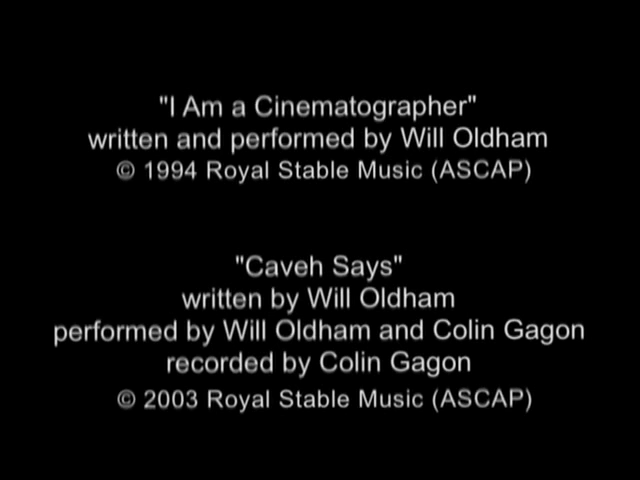 "I Am a Cinematographer"
written and performed by Will Oldham
© 1994 Royal Stable Music (ASCAP)
"Caveh Says"
written by Will Oldham
performed by Will Oldham and Colin Gagon
recorded by Colin Gagon
© 2003 Royal Stable Music (ASCAP)